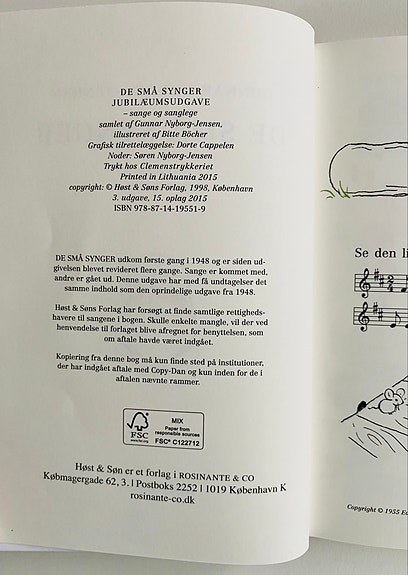 DE SMÅ SYNGER
JUBILÆUMSUDGAVE
– sange og sanglege
samlet af Gunnar Nyborg-Jensen,
illustreret af Bitte Böcher
Grafisk tilrettelæggelse: Dorte Cappelen
Noder: Søren Nyborg-Jensen
Trykt hos Clemenstrykkeriet
Printed in Lithuania 2015
copyright: © Høst & Søns Forlag, 1998, København
3. udgave, 15. oplag 2015
ISBN 978-87-14-19551-9
DE SMÅ SYNGER udkom første gang i 1948 og er siden ud-
givelsen blevet revideret flere gange. Sange er kommet med,
andre er gået ud. Denne udgave har med få undtagelser det
samme indhold som den oprindelige udgave fra 1948.
Høst & Søns Forlag har forsøgt at finde samtlige rettigheds-
havere til sangene i bogen. Skulle enkelte mangle, vil der ved
henvendelse til forlaget blive afregnet for benyttelsen, som
om aftale havde været indgået.
Kopiering fra denne bog må kun finde sted på institutioner,
der har indgået aftale med Copy-Dan og kun inden for de i
aftalen nævnte rammer.
FSC
www.fsc.org
MIX
Paper from
responsible sources
FSC® C122712
Høst & Søn er et forlag i ROSINANTE & CO
Købmagergade 62, 3. | Postboks 2252 | 1019 København K
rosinante-co.dk
Se den li
Copyright © 1955 Ed